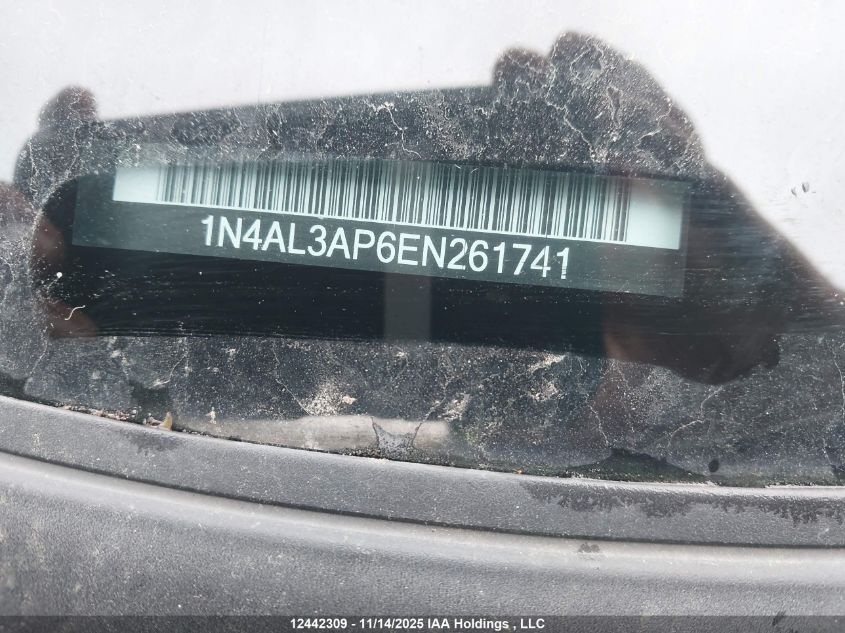 1N4AL3AP6EN261741
12442309 - 11/14/2025 IAA Holdings , LLC